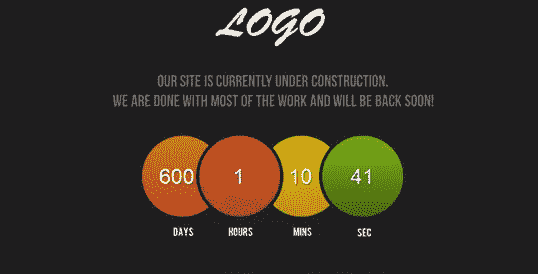 LOGO
OUR SITE IS CURRENTLY UNDER CONSTRUCTION.
WE ARE DONE WITH MOST OF THE WORK AND WILL BE BACK SOON!
600 1 10 41
DAYS HOURS MINS SEC